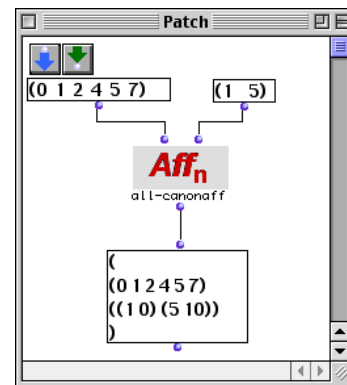 Patch
(0 1 2 4 5 7)
(1 5)
Affn
all-canonaff
(
(0 1 2 4 5 7)
((1 0) (5 10))
)